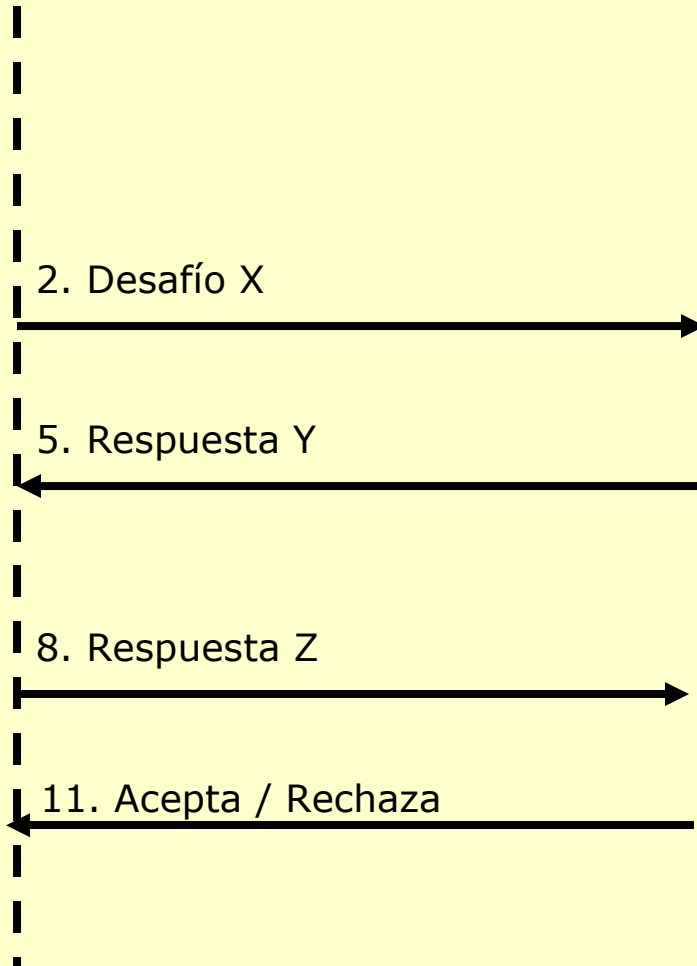 2. Desafío X
5. Respuesta Y
8. Respuesta Z
11. Acepta / Rechaza